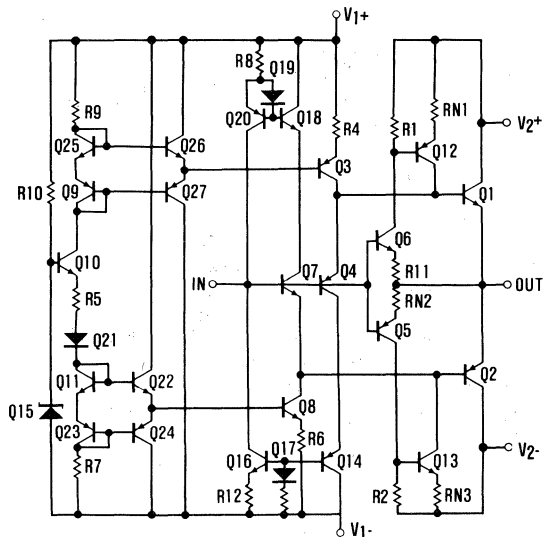 V1+
R8
Q19
R9
Q20
Q18
R4
R1
RN1
V2+
Q25
Q26
Q12
Q3
R10
Q9
Q27
Q1
Q6
Q10
Q7
Q4
R11
IN
OUT
R5
RN2
Q21
Q5
Q11
Q22
Q2
Q15
Q8
Q23
Q24
R6
V2-
Q16
Q17
Q14
Q13
R7
R12
R2
RN3
V1-